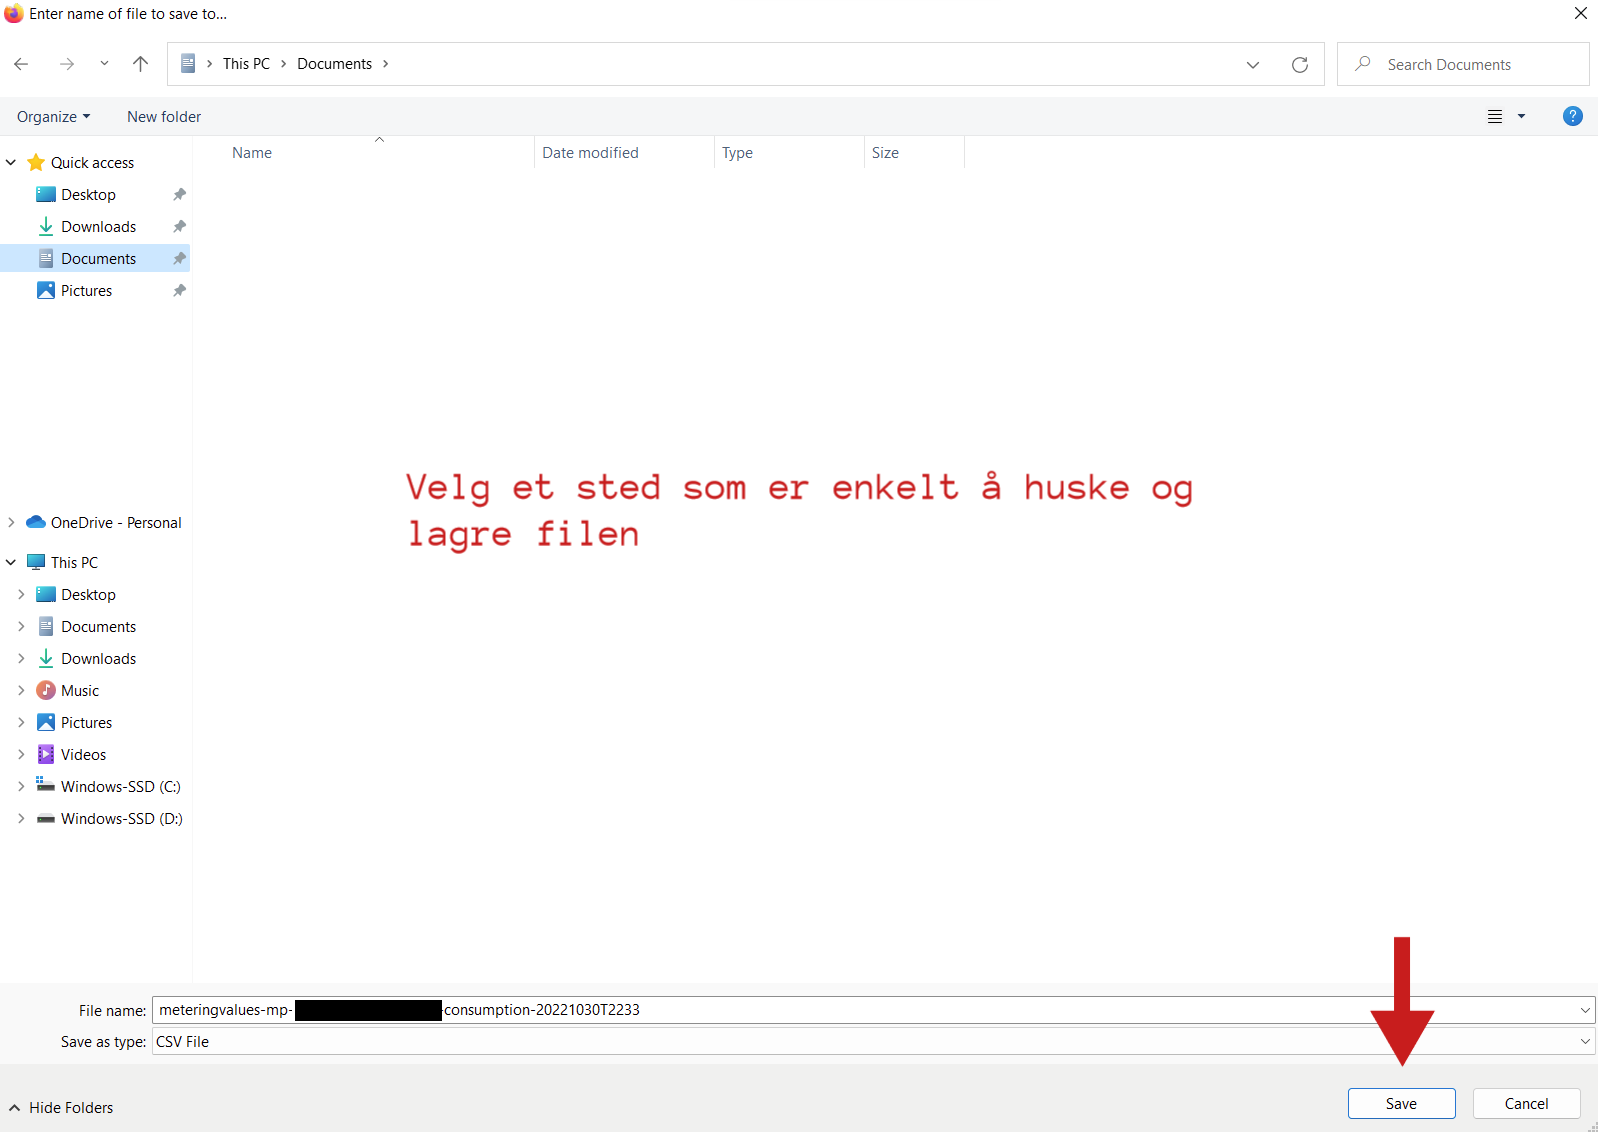 Enter name of file to save to...
This PC
Documents
Search Documents
Organize
New folder
?
Name
Date modified
Type
Size
Quick access
Desktop
Downloads
Documents
Pictures
OneDrive - Personal
This PC
Desktop
Documents
Downloads
Music
Pictures
Videos
Windows-SSD (C:)
Windows-SSD (D:)
Velg et sted som er enkelt å huske og
lagre filen
File name: meteringvalues-mp- -consumption-20221030T2233
Save as type: CSV File
Hide Folders
Save
Cancel